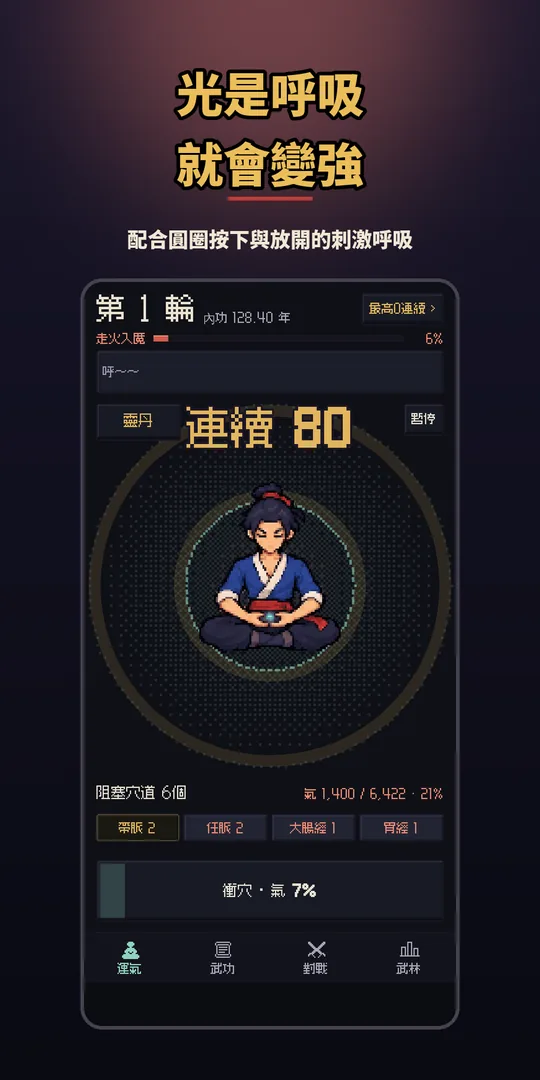 光是呼吸
就會變強
配合圓圈按下與放開的刺激呼吸
第 1 輪 內功 128.40 年
最高0連續 >
走火入魔 6%
呼~~
靈丹
連續 80
暫停
阻塞穴道 6個
氣 1,400 / 6,422 · 21%
帶脈 2
任脈 2
大腸經 1
胃經 1
衝穴 · 氣 7%
運氣
武功
對戰
武林